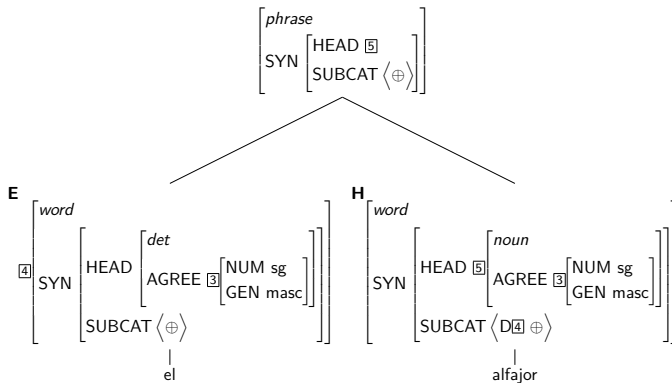 phrase
HEAD 5
SYN
SUBCAT ⟨⊕⟩
E
H
word
det
HEAD
AGREE 3 NUM sg
GEN masc
4
SYN
SUBCAT ⟨⊕⟩
el
word
noun
HEAD 5
AGREE 3 NUM sg
GEN masc
SYN
SUBCAT ⟨D4 ⊕⟩
alfajor